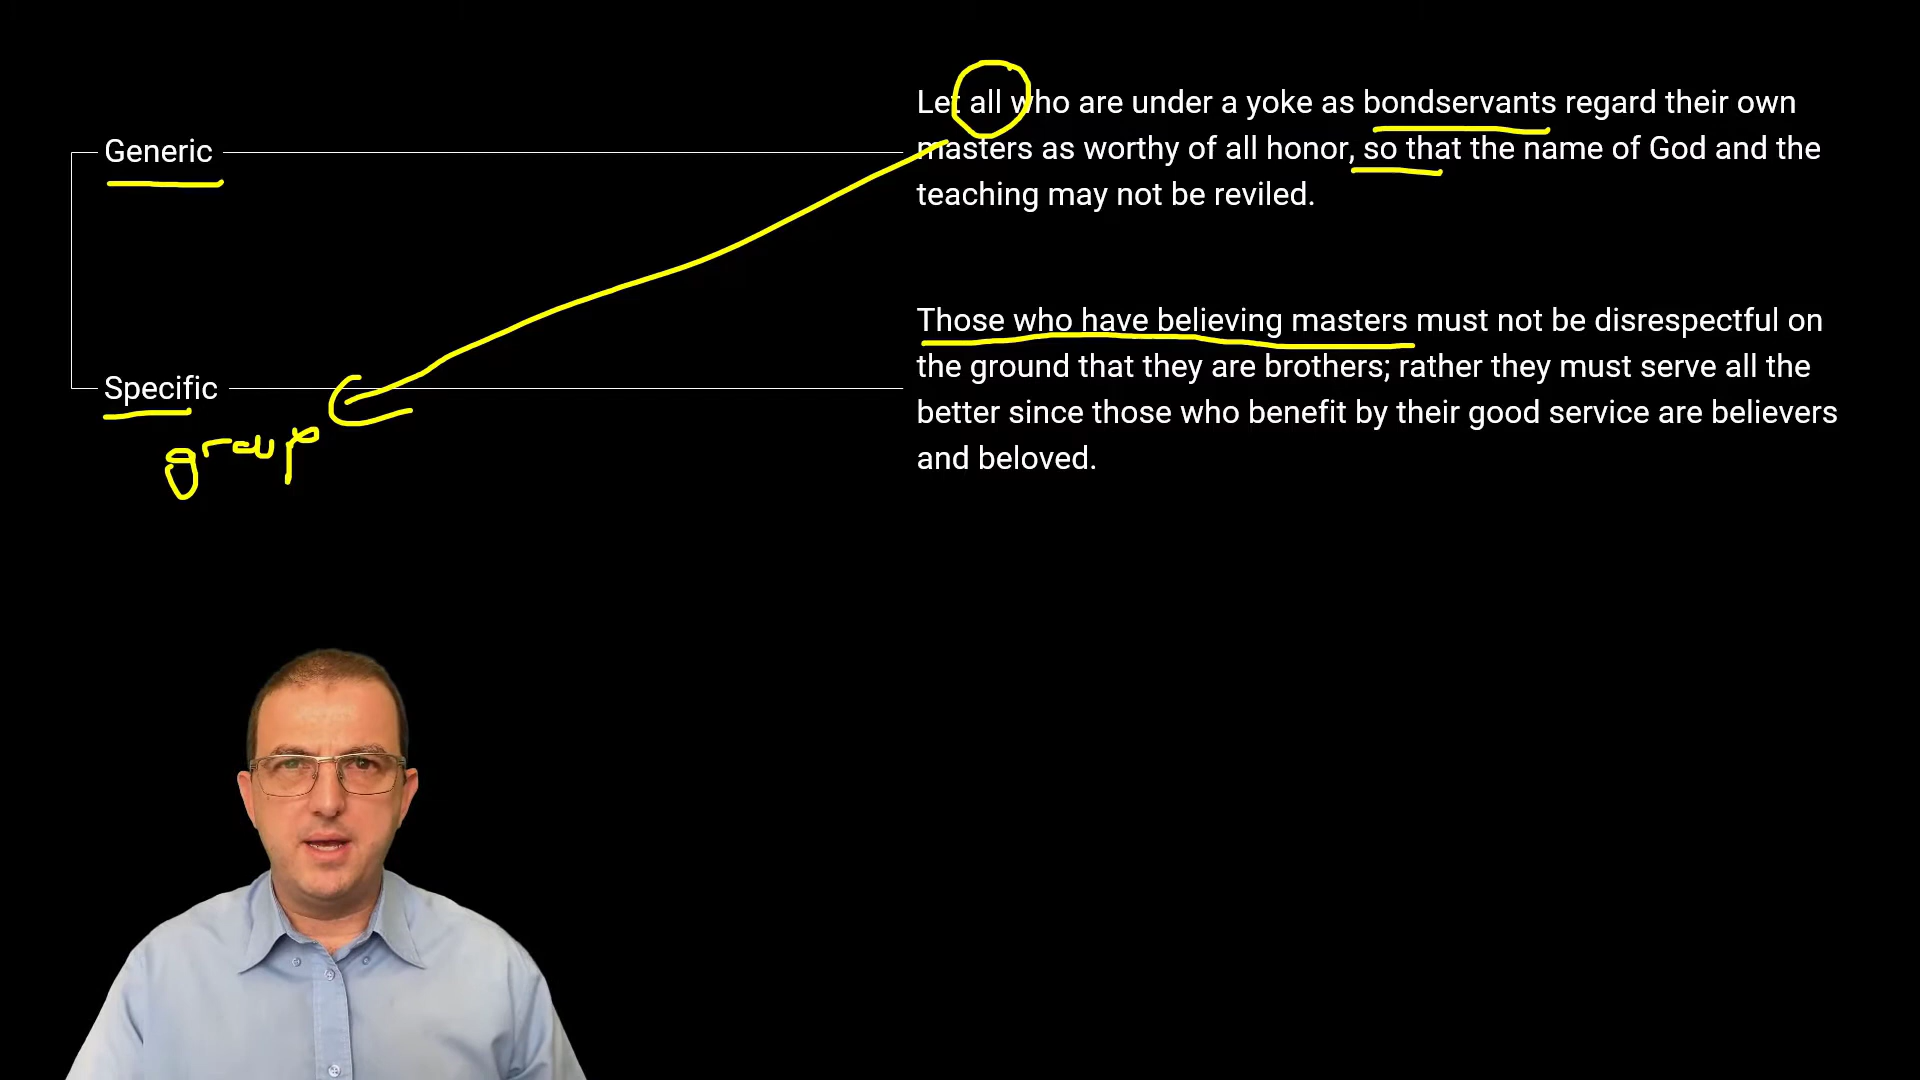 Let all who are under a yoke as bondservants regard their own
Generic
masters as worthy of all honor, so that the name of God and the
teaching may not be reviled.
Those who have believing masters must not be disrespectful on
Specific
the ground that they are brothers; rather they must serve all the
better since those who benefit by their good service are believers
and beloved.
group